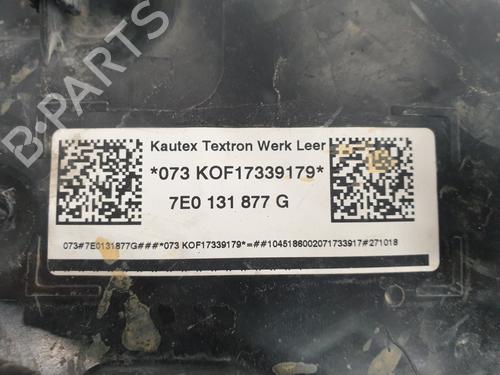 B-PARTS
Kautex Textron Werk Leer
*073 KOF17339179*
7E0 131 877 G
073#7E0131877G###*073 KOF17339179*=##1045186002071733917#271018